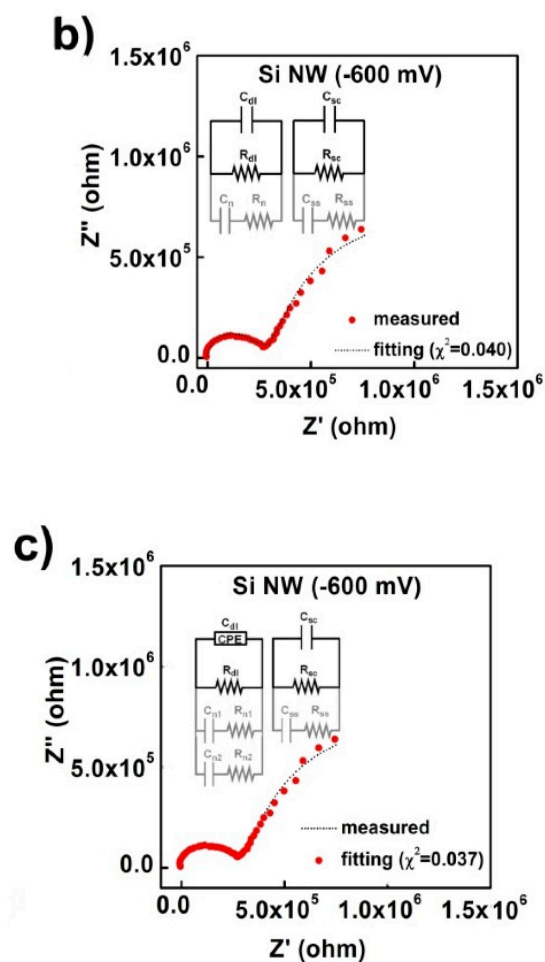 b)
1.5x10⁶
1.0x10⁶
5.0x10⁵
0.0
Z'' (ohm)
Si NW (-600 mV)
C_dl
C_sc
R_dl
R_sc
C_n R_n
C_ss R_ss
measured
fitting (χ²=0.040)
0.0 5.0x10⁵ 1.0x10⁶ 1.5x10⁶
Z' (ohm)
c)
1.5x10⁶
1.0x10⁶
5.0x10⁵
0.0
Z'' (ohm)
Si NW (-600 mV)
C_dl
CPE
C_sc
R_dl
R_sc
C_n1 R_n1
C_ss R_ss
C_n2 R_n2
measured
fitting (χ²=0.037)
0.0 5.0x10⁵ 1.0x10⁶ 1.5x10⁶
Z' (ohm)